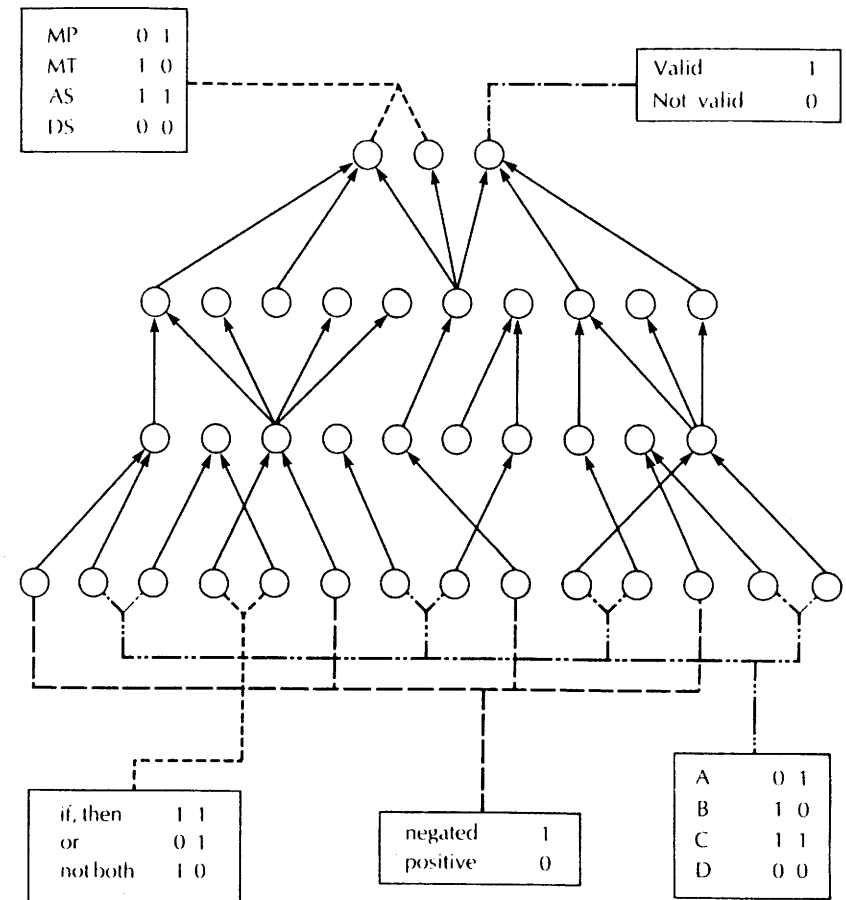 MP 0 1
MT 1 0
AS 1 1
DS 0 0
Valid 1
Not valid 0
if, then 1 1
or 0 1
not both 1 0
negated 1
positive 0
A 0 1
B 1 0
C 1 1
D 0 0